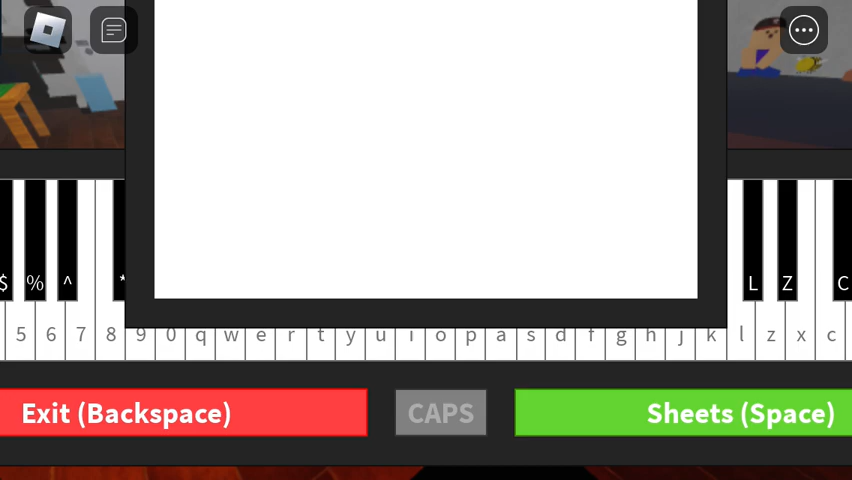 $ % ^ * L Z C
5 6 7 8 9 0 q w e r t y u i o p a s d f g h j k l z x c
Exit (Backspace) CAPS Sheets (Space)